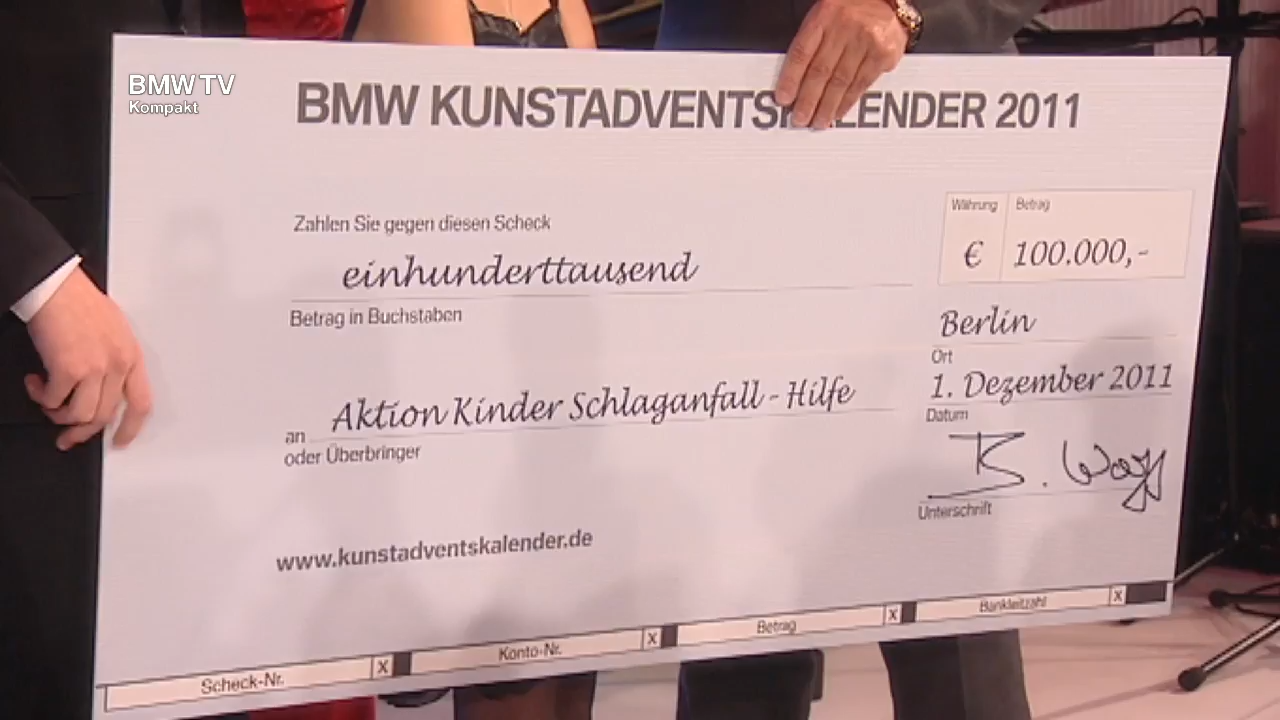 BMW TV
Kompakt
BMW KUNSTADVENTSKALENDER 2011
Zahlen Sie gegen diesen Scheck
einhunderttausend
Betrag in Buchstaben
Währung Betrag
€ 100.000,-
Berlin
Ort
1. Dezember 2011
Datum
an Aktion Kinder Schlaganfall - Hilfe
oder Überbringer
Unterschrift
www.kunstadventskalender.de
Scheck-Nr. X Konto-Nr. X Betrag X Bankleitzahl X